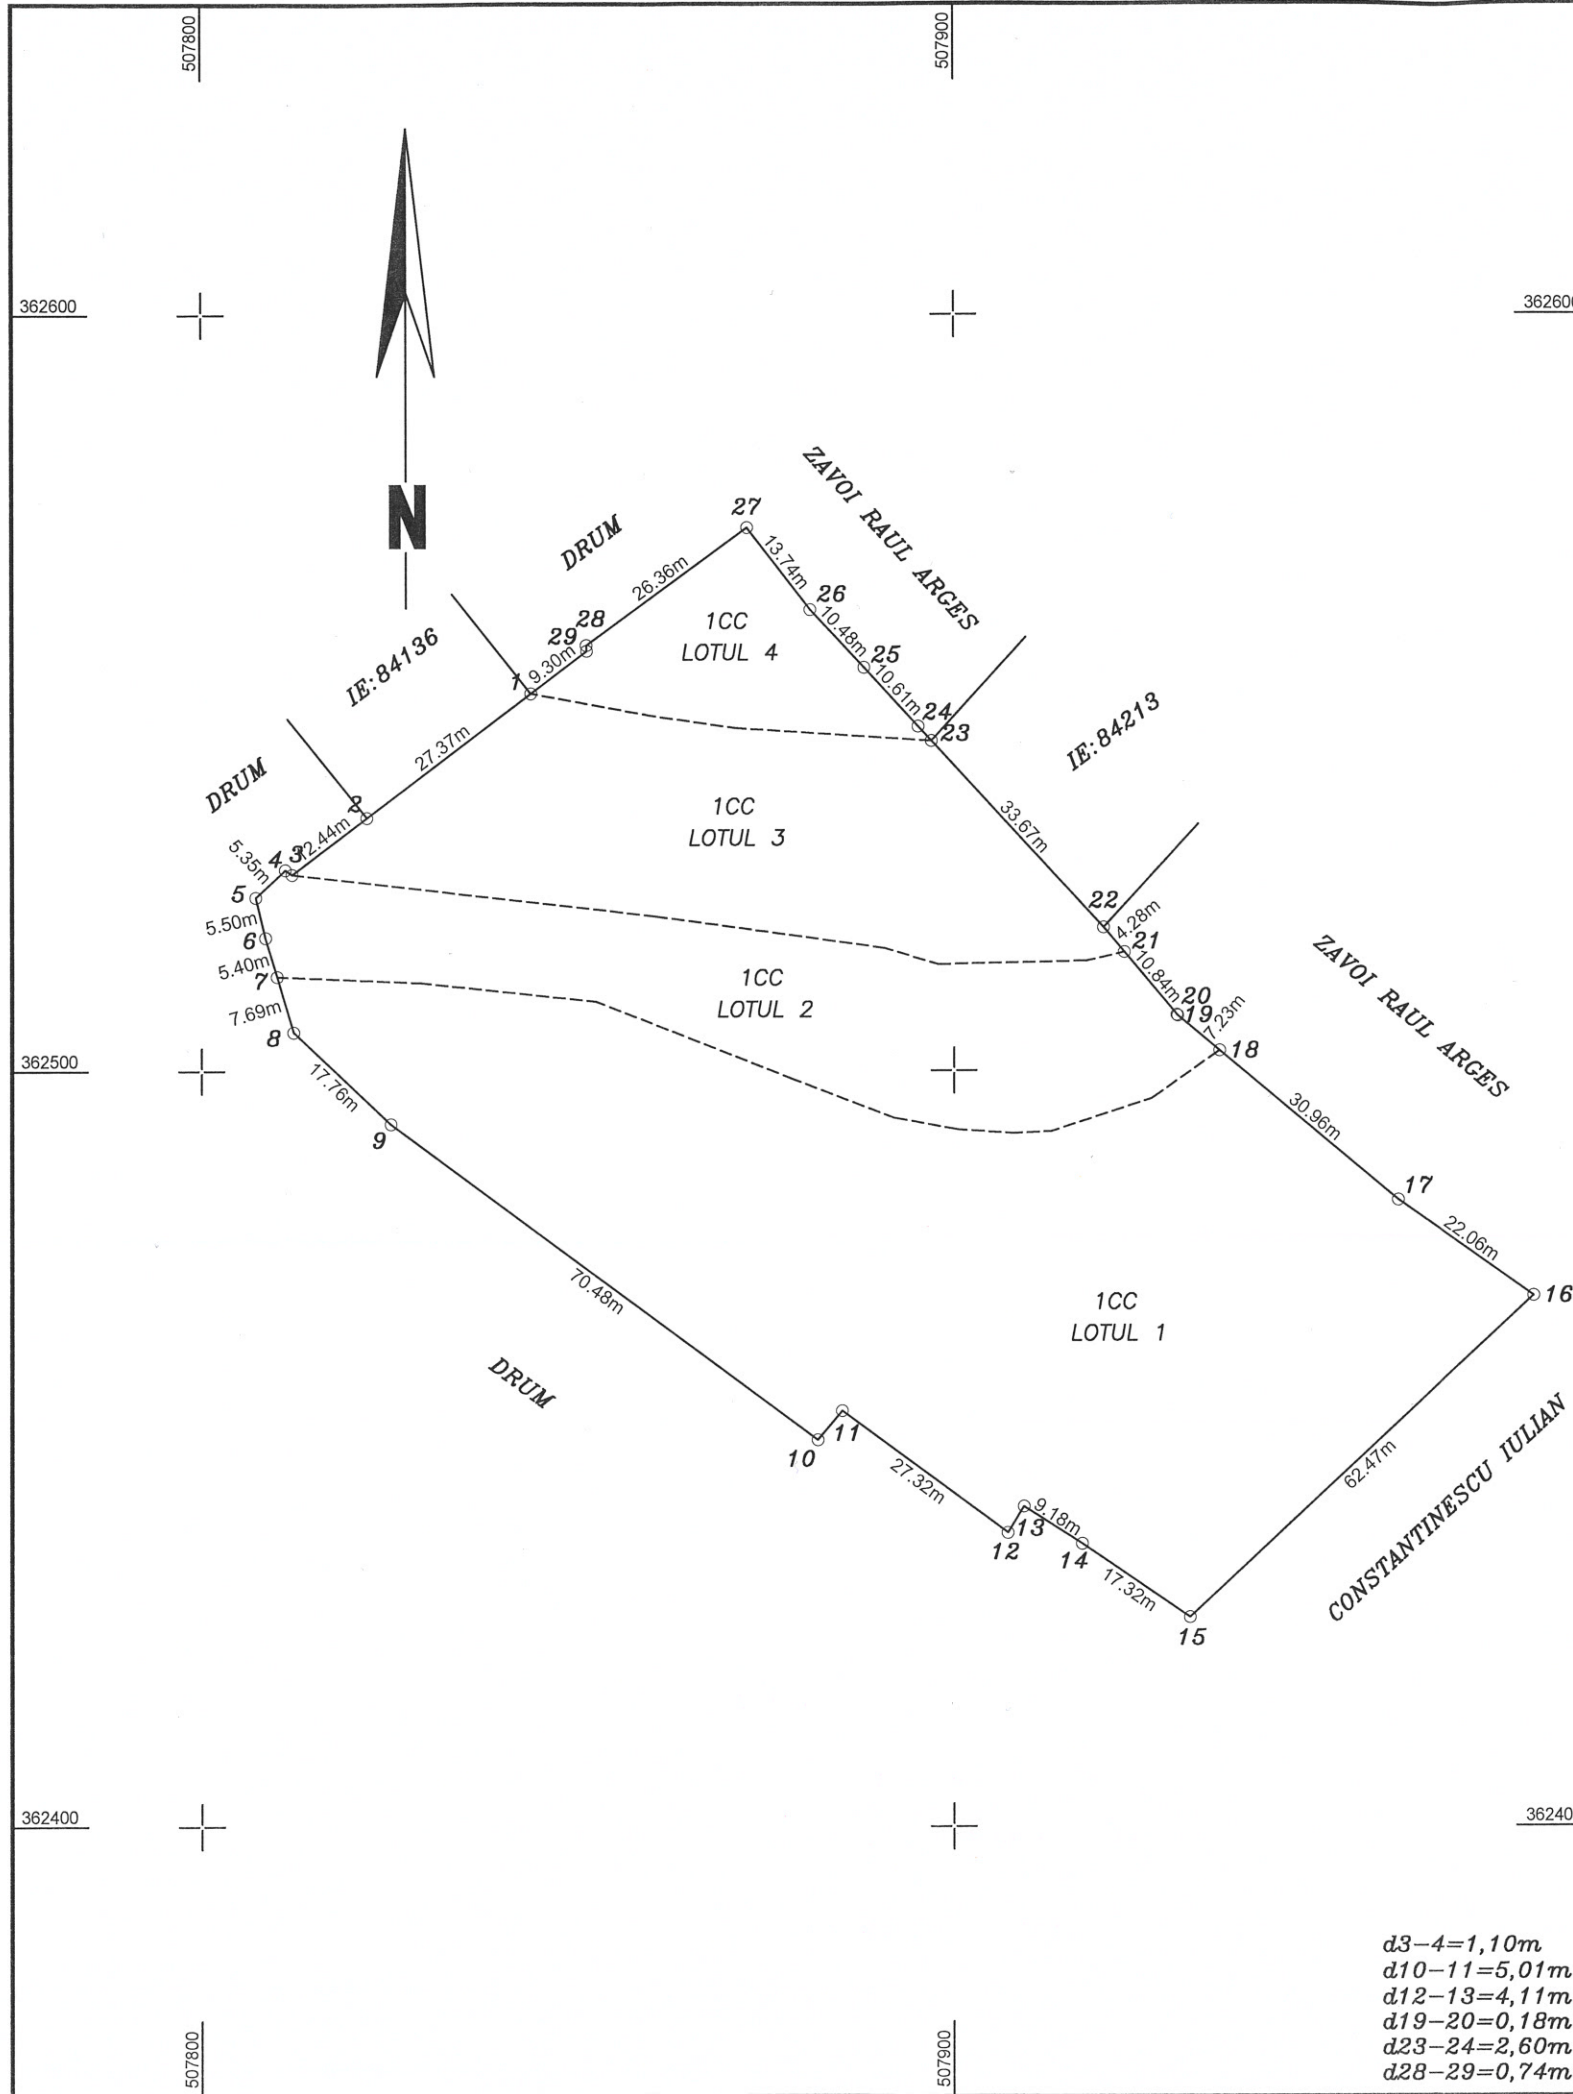 507800
507900
362600
362600
N
ZAVOI RAUL ARGES
27
DRUM
13.74m
26.36m
26
28
1CC
LOTUL 4
10.48m
29
IE:84136
9.30m
25
1
10.61m
24
23
IE:84213
27.37m
DRUM
2
1CC
LOTUL 3
33.67m
12.44m
5.35m
4
3
5
22
4.28m
5.50m
6
21
ZAVOI RAUL ARGES
5.40m
7
1CC
LOTUL 2
10.84m
7.69m
20
19
7.23m
8
18
362500
17.76m
30.96m
9
17
22.06m
70.48m
16
1CC
LOTUL 1
DRUM
11
10
27.32m
62.47m
CONSTANTINESCU IULIAN
9.18m
13
12
14
17.32m
15
362400
36240
d3-4=1,10m
d10-11=5,01m
d12-13=4,11m
d19-20=0,18m
d23-24=2,60m
d28-29=0,74m
507800
507900